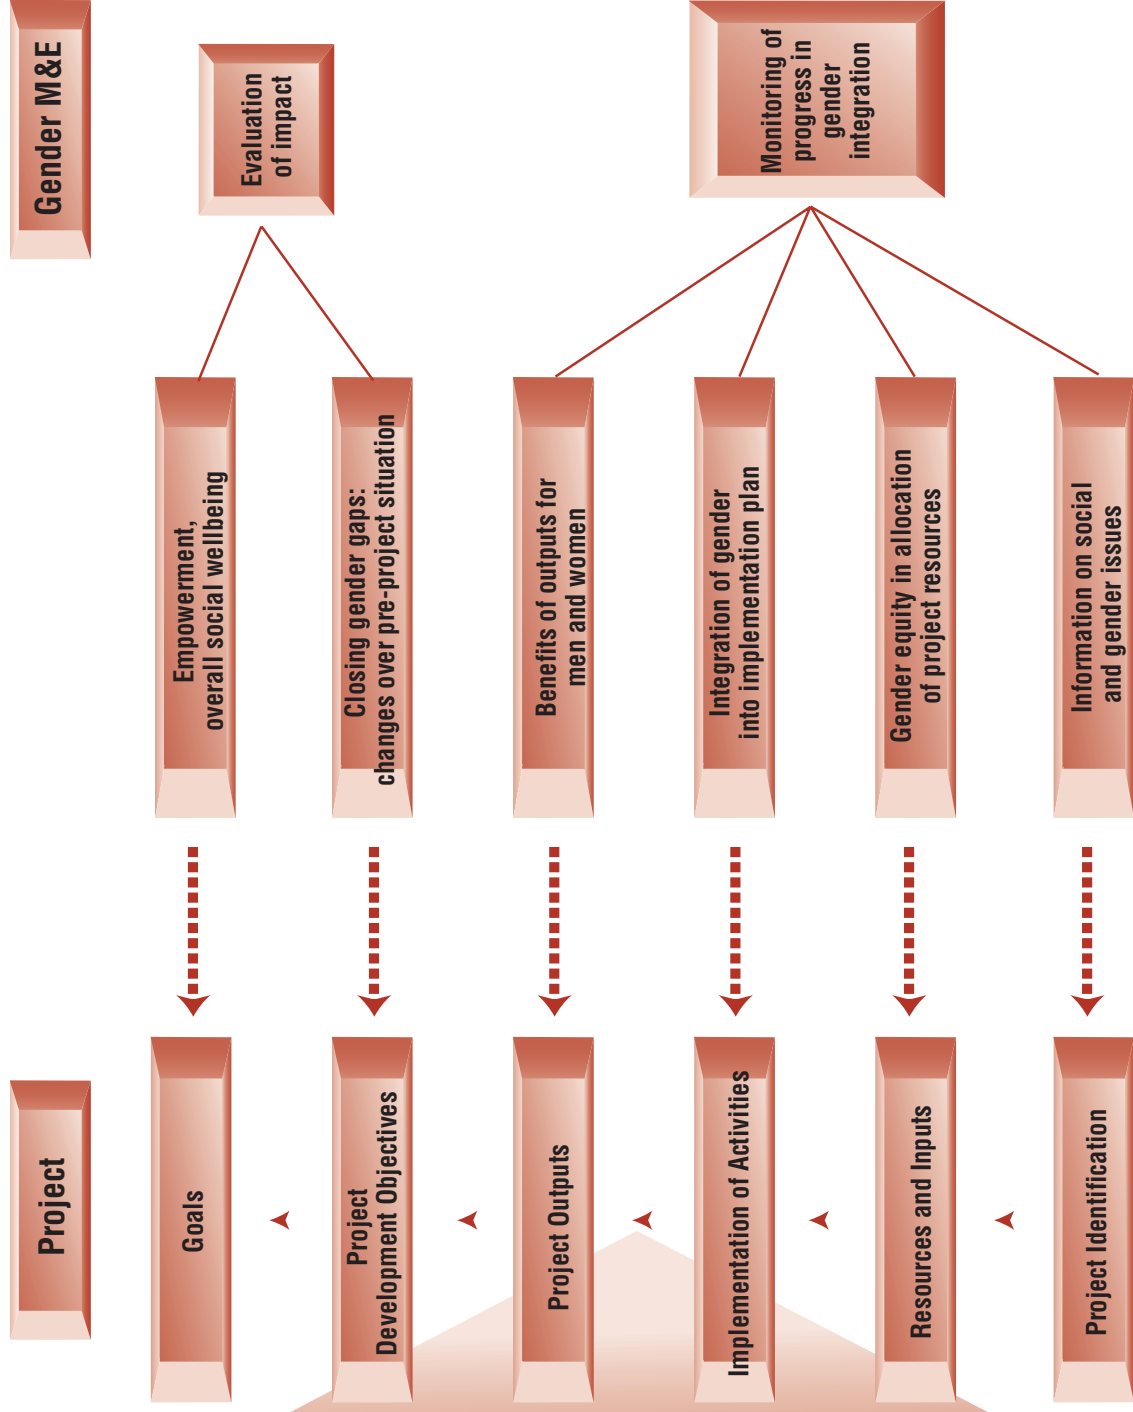 Project
Gender M&E
Goals
Empowerment,
overall social wellbeing
Evaluation
of impact
Project
Development Objectives
Closing gender gaps:
changes over pre-project situation
Project Outputs
Benefits of outputs for
men and women
Implementation of Activities
Integration of gender
into implementation plan
Monitoring of
progress in
gender
integration
Resources and Inputs
Gender equity in allocation
of project resources
Project Identification
Information on social
and gender issues